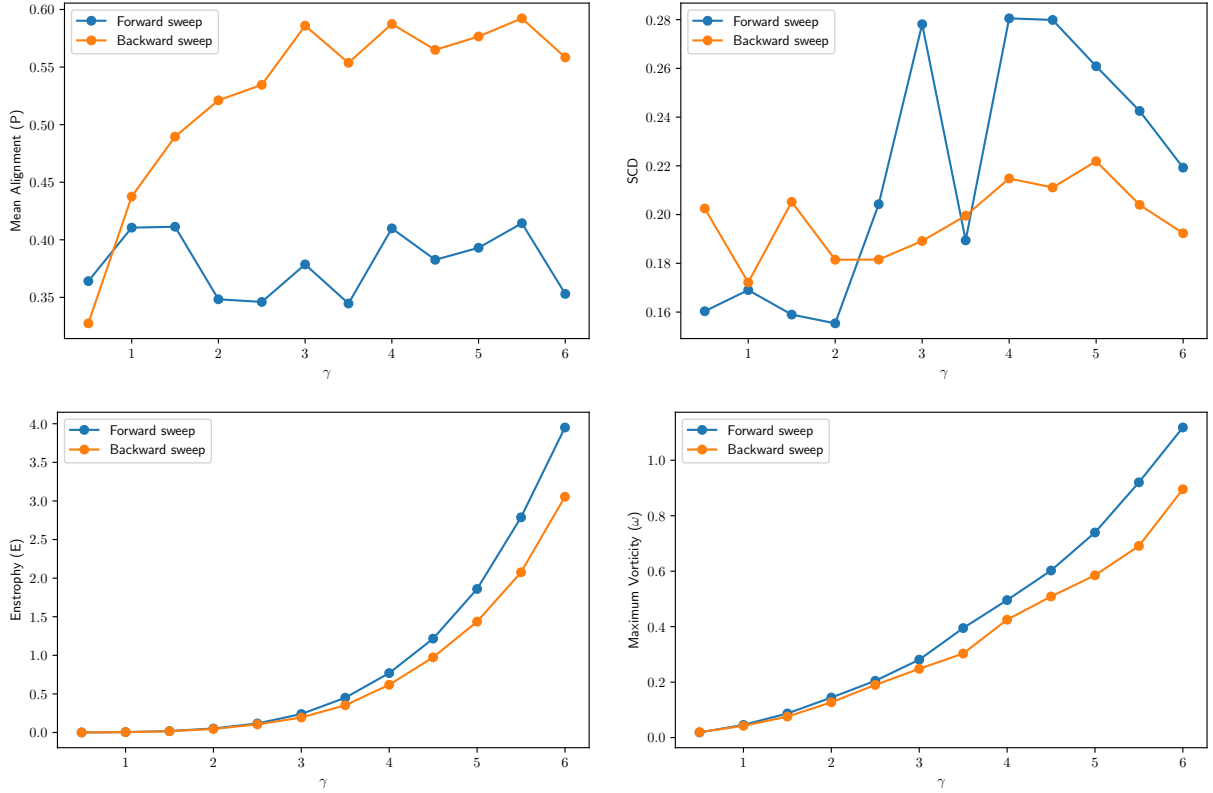 0.60
0.55
0.50
0.45
0.40
0.35
Mean Alignment (P)
Forward sweep
Backward sweep
1 2 3 4 5 6
γ
0.28
0.26
0.24
0.22
0.20
0.18
0.16
SCD
Forward sweep
Backward sweep
1 2 3 4 5 6
γ
4.0
3.5
3.0
2.5
2.0
1.5
1.0
0.5
0.0
Enstrophy (E)
Forward sweep
Backward sweep
1 2 3 4 5 6
γ
1.0
0.8
0.6
0.4
0.2
0.0
Maximum Vorticity (ω)
Forward sweep
Backward sweep
1 2 3 4 5 6
γ